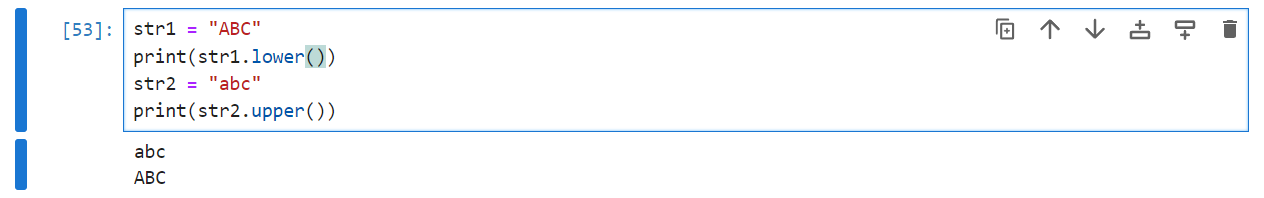 [53]: str1 = "ABC"
print(str1.lower())
str2 = "abc"
print(str2.upper())
abc
ABC